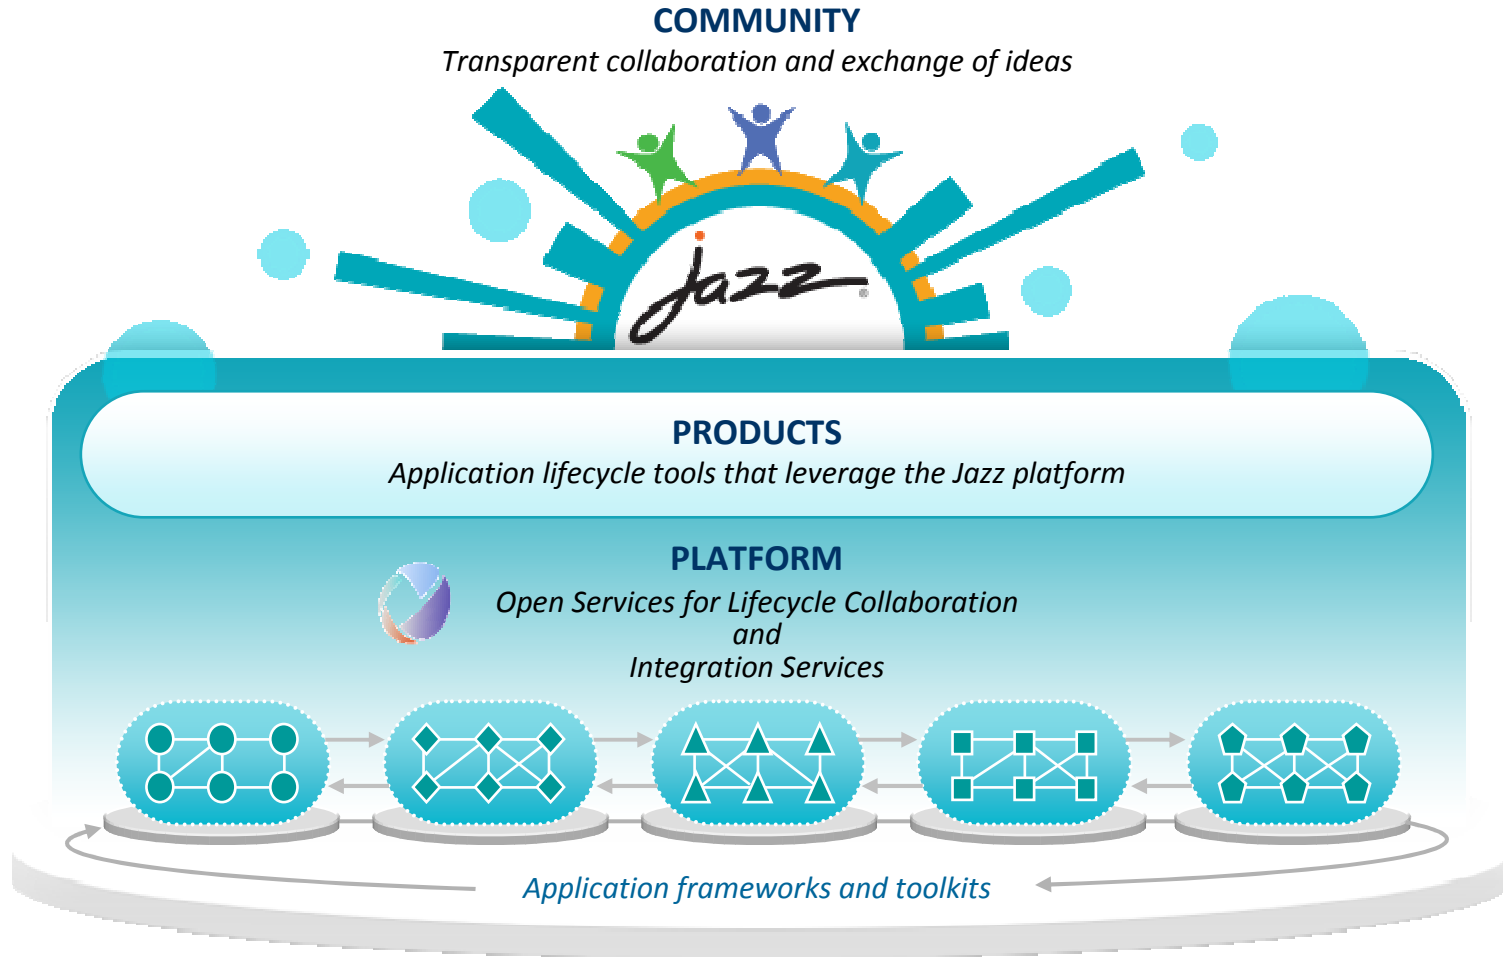 COMMUNITY
Transparent collaboration and exchange of ideas
jazz
PRODUCTS
Application lifecycle tools that leverage the Jazz platform
PLATFORM
Open Services for Lifecycle Collaboration
and
Integration Services
Application frameworks and toolkits